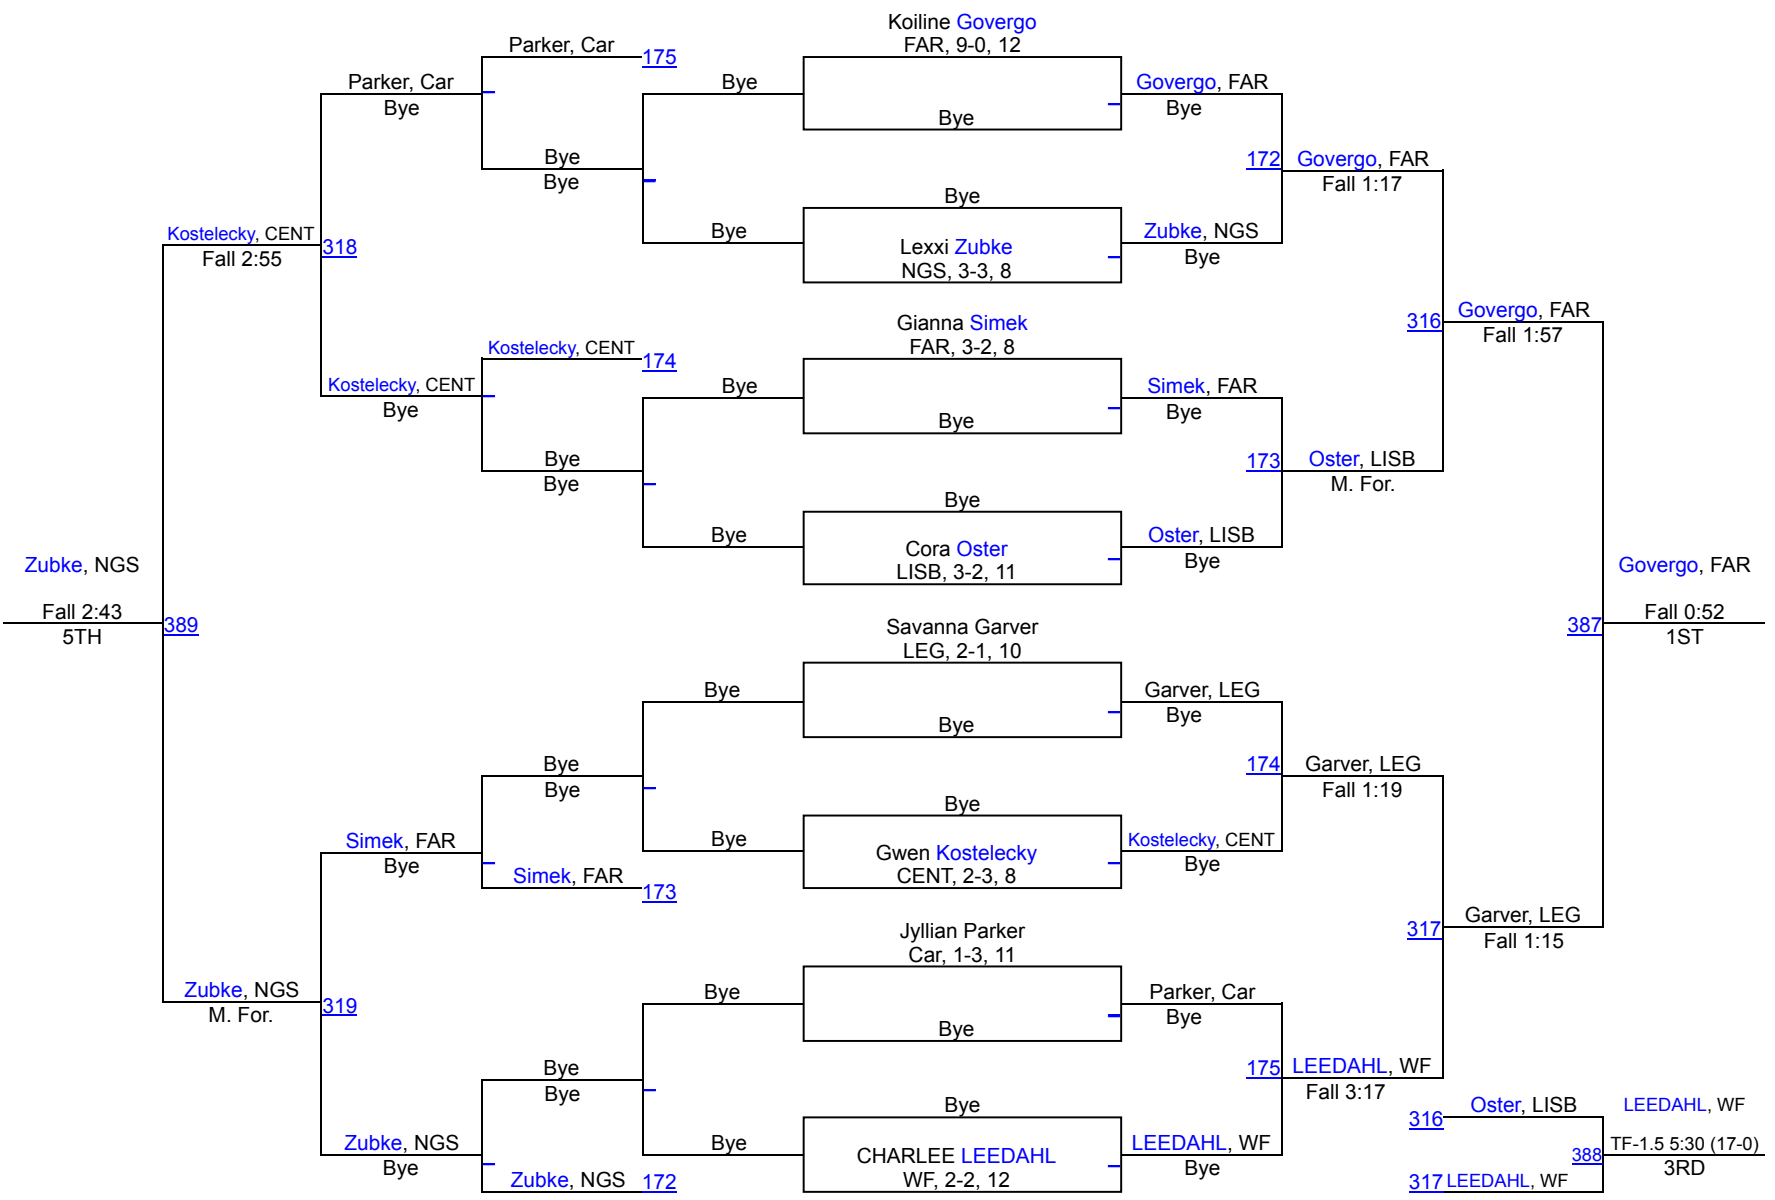 Koiline Govergo
FAR, 9-0, 12
Parker, Car
175
Parker, Car
Bye
Bye
Govergo, FAR
Bye
Bye
Bye
Bye
172
Govergo, FAR
Fall 1:17
Bye
Bye
Zubke, NGS
Bye
Lexxi Zubke
NGS, 3-3, 8
Kostelecky, CENT
Fall 2:55
318
Gianna Simek
FAR, 3-2, 8
316
Govergo, FAR
Fall 1:57
Kostelecky, CENT
174
Kostelecky, CENT
Bye
Bye
Simek, FAR
Bye
Bye
Bye
Bye
173
Oster, LISB
M. For.
Bye
Bye
Oster, LISB
Bye
Cora Oster
LISB, 3-2, 11
Zubke, NGS
Fall 2:43
5TH
389
Govergo, FAR
387
Fall 0:52
1ST
Savanna Garver
LEG, 2-1, 10
Bye
Garver, LEG
Bye
Bye
Bye
Bye
174
Garver, LEG
Fall 1:19
Bye
Simek, FAR
Bye
Bye
Kostelecky, CENT
Bye
Gwen Kostelecky
CENT, 2-3, 8
Simek, FAR
173
Jyllian Parker
Car, 1-3, 11
317
Garver, LEG
Fall 1:15
Zubke, NGS
M. For.
319
Bye
Parker, Car
Bye
Bye
Bye
Bye
175
LEEDAHL, WF
Fall 3:17
Bye
316
Oster, LISB
LEEDAHL, WF
Zubke, NGS
Bye
Bye
LEEDAHL, WF
Bye
CHARLEE LEEDAHL
WF, 2-2, 12
388
TF-1.5 5:30 (17-0)
3RD
Zubke, NGS
172
317
LEEDAHL, WF